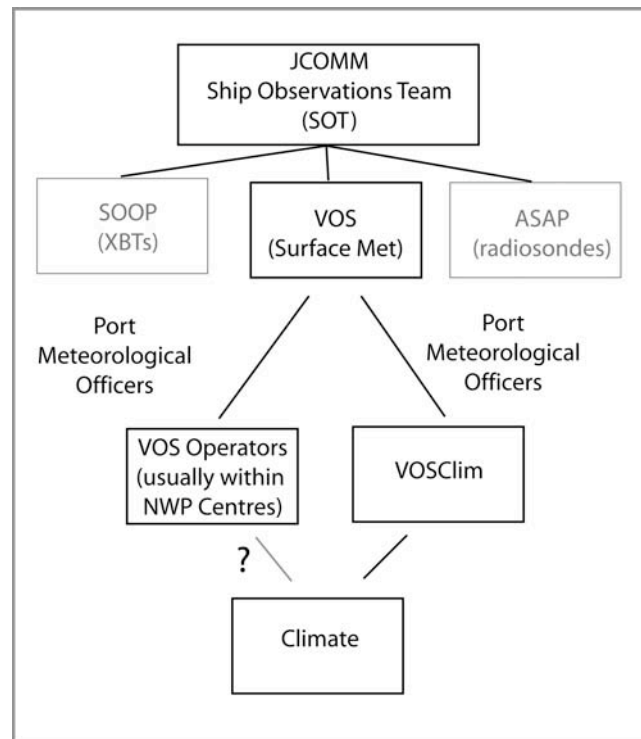 JCOMM
Ship Observations Team
(SOT)
SOOP
(XBTs)
VOS
(Surface Met)
ASAP
(radiosondes)
Port
Meteorological
Officers
Port
Meteorological
Officers
VOS Operators
(usually within
NWP Centres)
VOSClim
?
Climate